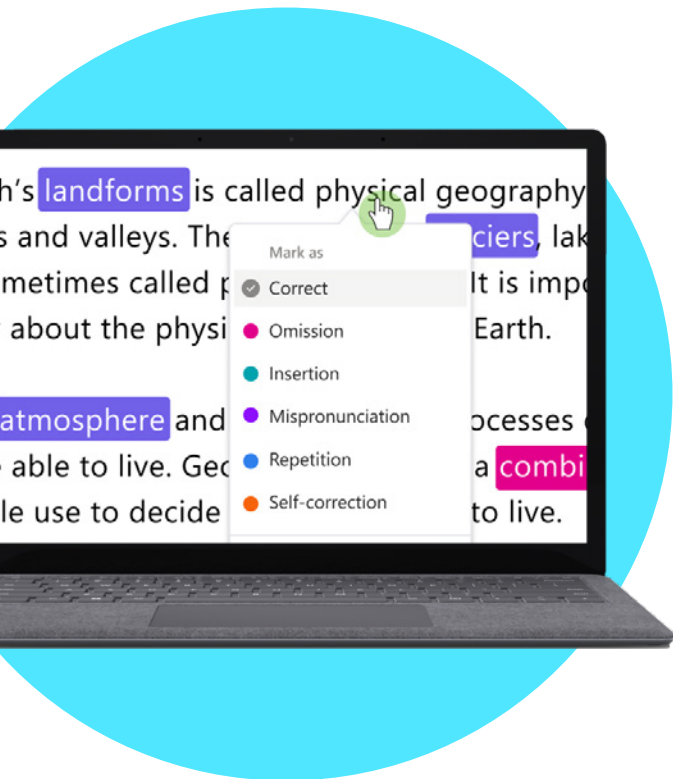 h's landforms is called physical geography
s and valleys. The ciers, lak
metimes called p It is impo
about the physi Earth.
atmosphere and ocesses
able to live. Geo a combi
le use to decide to live.
Mark as
Correct
Omission
Insertion
Mispronunciation
Repetition
Self-correction